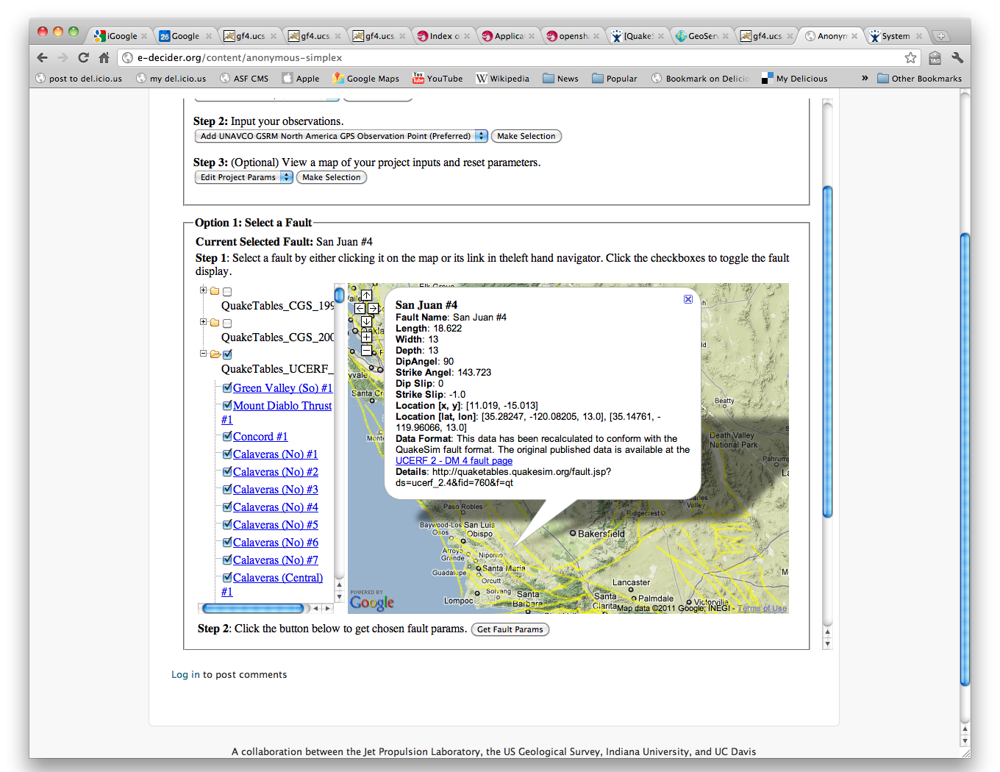 iGoogle
26 Google
gf4.ucs
gf4.ucs
gf4.ucs
Index o
Applica
opensh
[Quake
GeoServ
gf4.ucs
Anonym
System
e-decider.org/content/anonymous-simplex
TAG
post to del.icio.us
my del.icio.us
ASF CMS
Apple
Google Maps
You Tube YouTube
W Wikipedia
News
Popular
Bookmark on Delicio
My Delicious
»
Other Bookmarks
Step 2: Input your observations.
Add UNAVCO GSRM North America GPS Observation Point (Preferred) Make Selection
Step 3: (Optional) View a map of your project inputs and reset parameters.
Edit Project Params Make Selection
Option 1: Select a Fault
Current Selected Fault: San Juan #4
Step 1: Select a fault by either clicking it on the map or its link in theleft hand navigator. Click the checkboxes to toggle the fault
display.
QuakeTables_CGS_199
QuakeTables_CGS_200
QuakeTables_UCERF_
Green Valley (So) #1
Mount Diablo Thrust
#1
Concord #1
Calaveras (No) #1
Calaveras (No) #2
Calaveras (No) #3
Calaveras (No) #4
Calaveras (No) #5
Calaveras (No) #6
Calaveras (No) #7
Calaveras (Central)
#1
Elk Grove
San Juan #4
Fault Name: San Juan #4
Length: 18.622
Width: 13
Depth: 13
DipAngel: 90
Strike Angel: 143.723
Dip Slip: 0
Strike Slip: -1.0
Location [x, y]: [11.019, -15.013]
Location [lat, lon]: [35.28247, -120.08205, 13.0], [35.14761, -
119.96066, 13.0]
Data Format: This data has been recalculated to conform with the
QuakeSim fault format. The original published data is available at the
UCERF 2 - DM 4 fault page
Details: http://quaketables.quakesim.org/fault.jsp?
ds=ucerf_2.4&fid=760&f=qt
Beatty
Death Valley
National Park
Pahrump
Santa Cr
Paso Robles
Ridgecrest
Valley
Baywood-Los
Osos
San Luis
Obispo
Bakersfield
Arroyo
Grande
Nipomo
Guadalupe
Santa Maria
Orcutt
Lompoc
Solvang
Santa
Barbara
Santa
Clarita
Lancaster
Palmdale
Victorville
POWERED BY
Google
Map data ©2011 Google, INEGI - Terms of Use
Step 2: Click the button below to get chosen fault params. Get Fault Params
Log in to post comments
A collaboration between the Jet Propulsion Laboratory, the US Geological Survey, Indiana University, and UC Davis